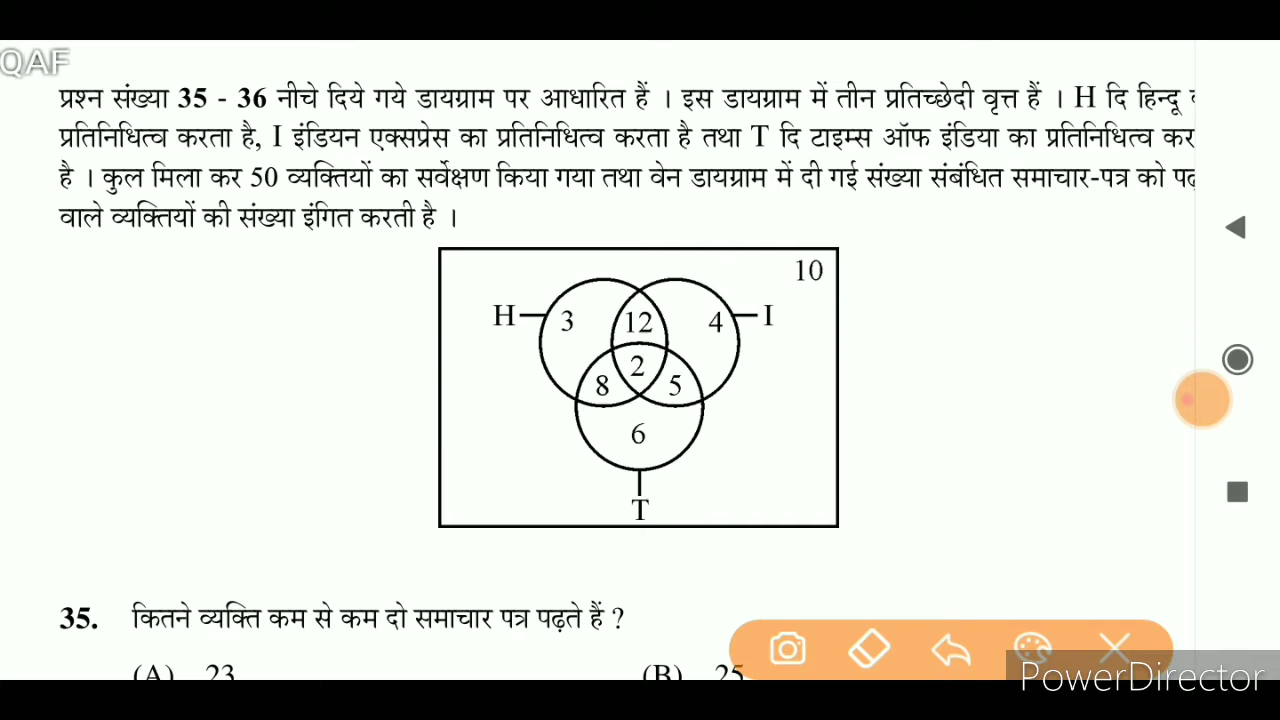 QAF
प्रश्न संख्या 35 - 36 नीचे दिये गये डायग्राम पर आधारित हैं । इस डायग्राम में तीन प्रतिच्छेदी वृत्त हैं । H दि हिन्दू
प्रतिनिधित्व करता है, I इंडियन एक्सप्रेस का प्रतिनिधित्व करता है तथा T दि टाइम्स ऑफ इंडिया का प्रतिनिधित्व कर
है । कुल मिला कर 50 व्यक्तियों का सर्वेक्षण किया गया तथा वेन डायग्राम में दी गई संख्या संबंधित समाचार-पत्र को
वाले व्यक्तियों की संख्या इंगित करती है ।
10
H 3 12 4 I
2
8 5
6
T
35. कितने व्यक्ति कम से कम दो समाचार पत्र पढ़ते हैं ?
(A) 23 (B) 25
PowerDirector